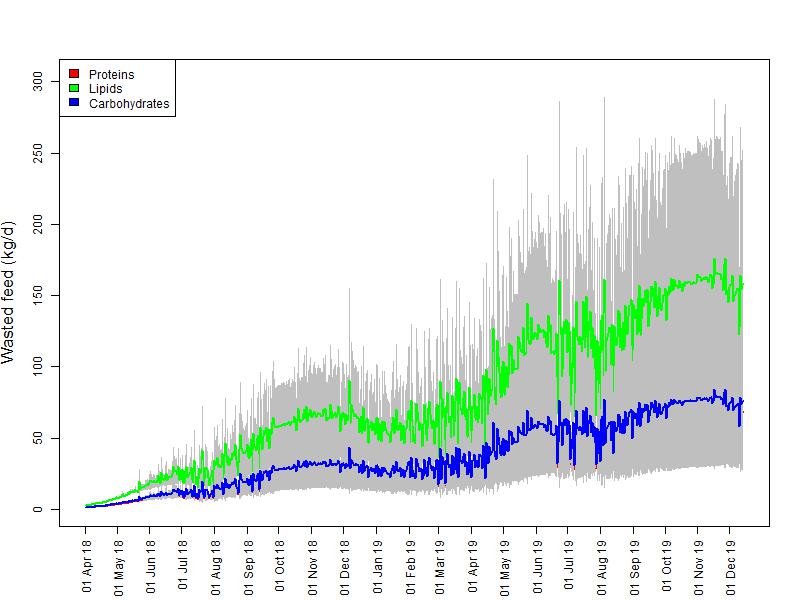 Proteins
Lipids
Carbohydrates
Wasted feed (kg/d)
300
250
200
150
100
50
0
01 Apr 18
01 May 18
01 Jun 18
01 Jul 18
01 Aug 18
01 Sep 18
01 Oct 18
01 Nov 18
01 Dec 18
01 Jan 19
01 Feb 19
01 Mar 19
01 Apr 19
01 May 19
01 Jun 19
01 Jul 19
01 Aug 19
01 Sep 19
01 Oct 19
01 Nov 19
01 Dec 19